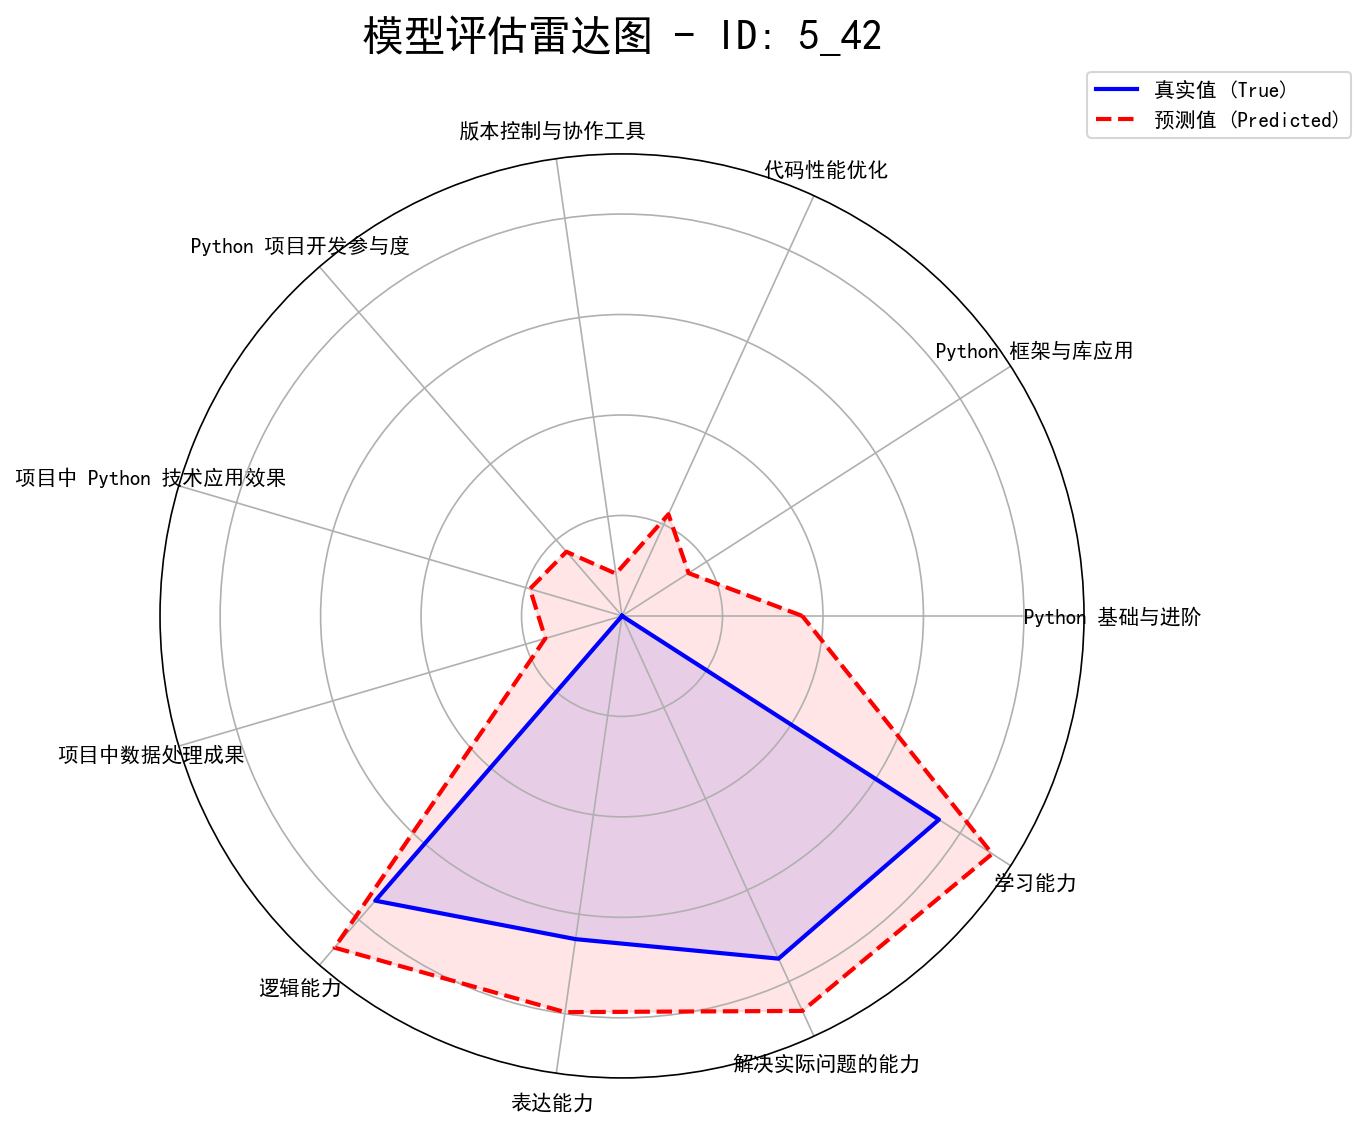 模型评估雷达图 - ID: 5_42
真实值 (True)
预测值 (Predicted)
版本控制与协作工具
代码性能优化
Python 项目开发参与度
Python 框架与库应用
项目中 Python 技术应用效果
Python 基础与进阶
项目中数据处理成果
学习能力
逻辑能力
解决实际问题的能力
表达能力